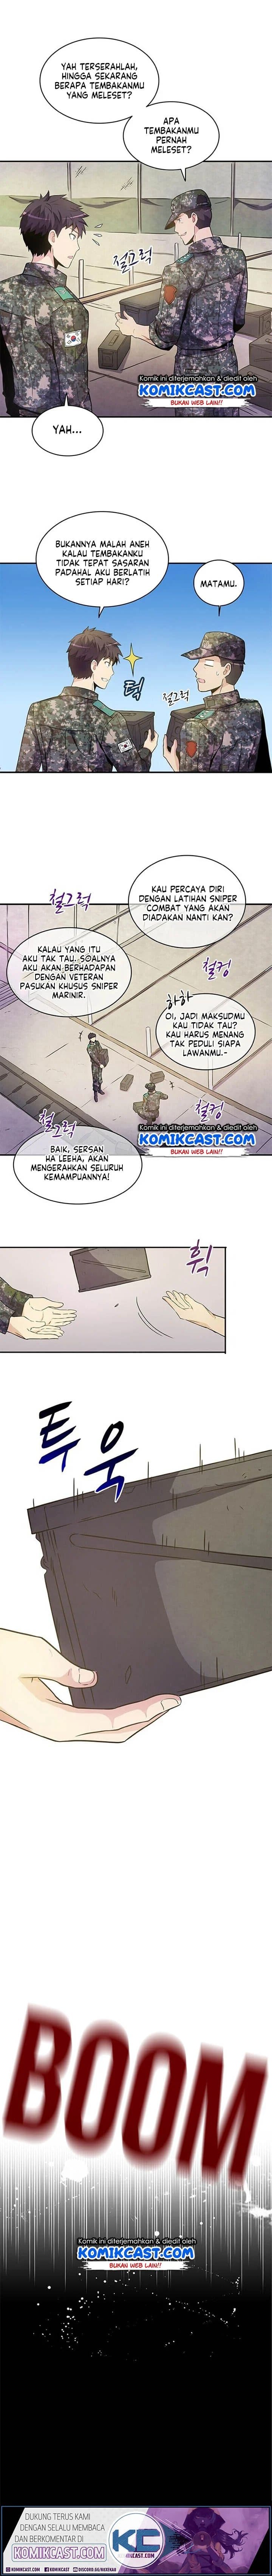 YAH TERSERAHLAH,
HINGGA SEKARANG
BERAPA TEMBAKANMU
YANG MELESET?
APA
TEMBAKANMU
PERNAH
MELESET?
철그럭
Komik ini diterjemahkan & diedit oleh
KOMIKCAST.COM
BUKAN WEB LAIN!!
YAH...
BUKANNYA MALAH ANEH
KALAU TEMBAKANKU
TIDAK TEPAT SASARAN
PADAHAL AKU BERLATIH
SETIAP HARI?
MATAMU.
턱
철그럭
철그럭
KAU PERCAYA DIRI
DENGAN LATIHAN SNIPER
COMBAT YANG AKAN
DIADAKAN NANTI KAN?
KALAU YANG ITU
AKU TAK TAU. SOALNYA
AKU AKAN BERHADAPAN
DENGAN VETERAN
PASUKAN KHUSUS SNIPER
MARINIR.
철컹
하하
OI, JADI MAKSUDMU
KAU TIDAK TAU?
KAU HARUS MENANG
TAK PEDULI SIAPA
LAWANMU.-
철컹
철그럭
Komik ini diterjemahkan & diedit oleh
KOMIKCAST.COM
BUKAN WEB LAIN!!
BAIK, SERSAN
HA LEEHA, AKAN
MENGERAHKAN SELURUH
KEMAMPUANNYA!
휙
투욱
BOOM
Komik ini diterjemahkan & diedit oleh
KOMIKCAST.COM
BUKAN WEB LAIN!!
DUKUNG TERUS KAMI
DENGAN SELALU MEMBACA
DAN BERKOMENTAR DI
KOMIKCAST.COM
KC
KOMIKCAST.COM